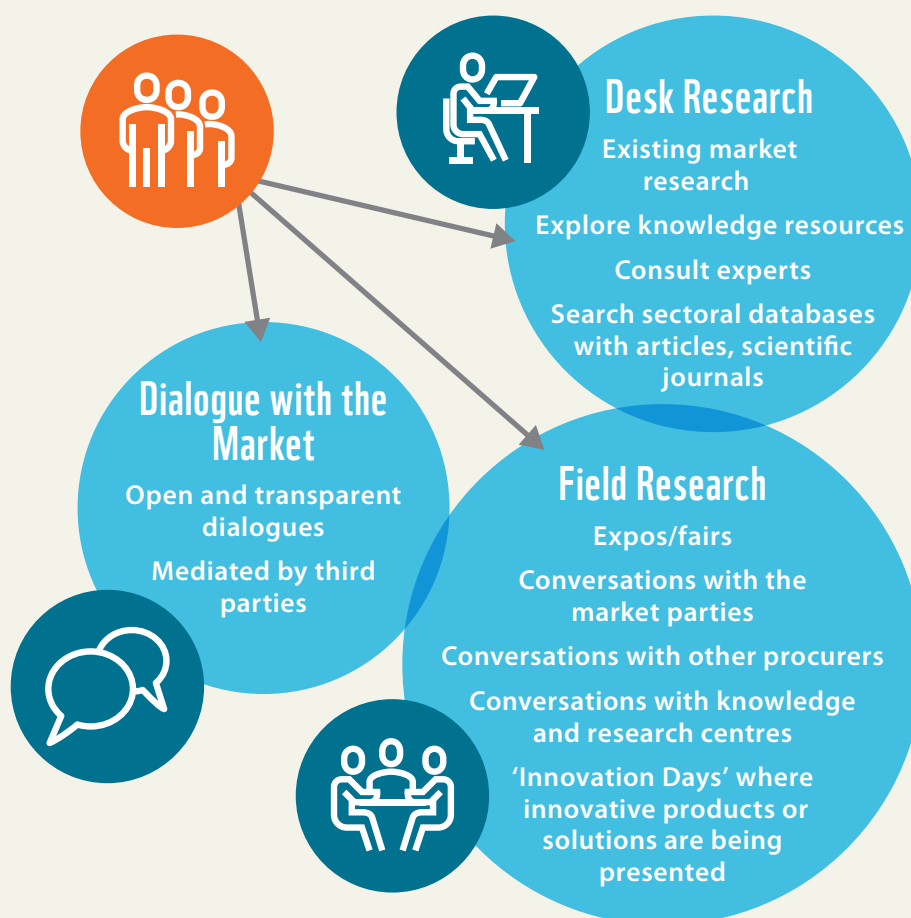 Desk Research
Existing market
research
Explore knowledge resources
Consult experts
Search sectoral databases
with articles, scientific
journals
Dialogue with the
Market
Open and transparent
dialogues
Mediated by third
parties
Field Research
Expos/fairs
Conversations with the
market parties
Conversations with other procurers
Conversations with knowledge
and research centres
‘Innovation Days’ where
innovative products or
solutions are being
presented